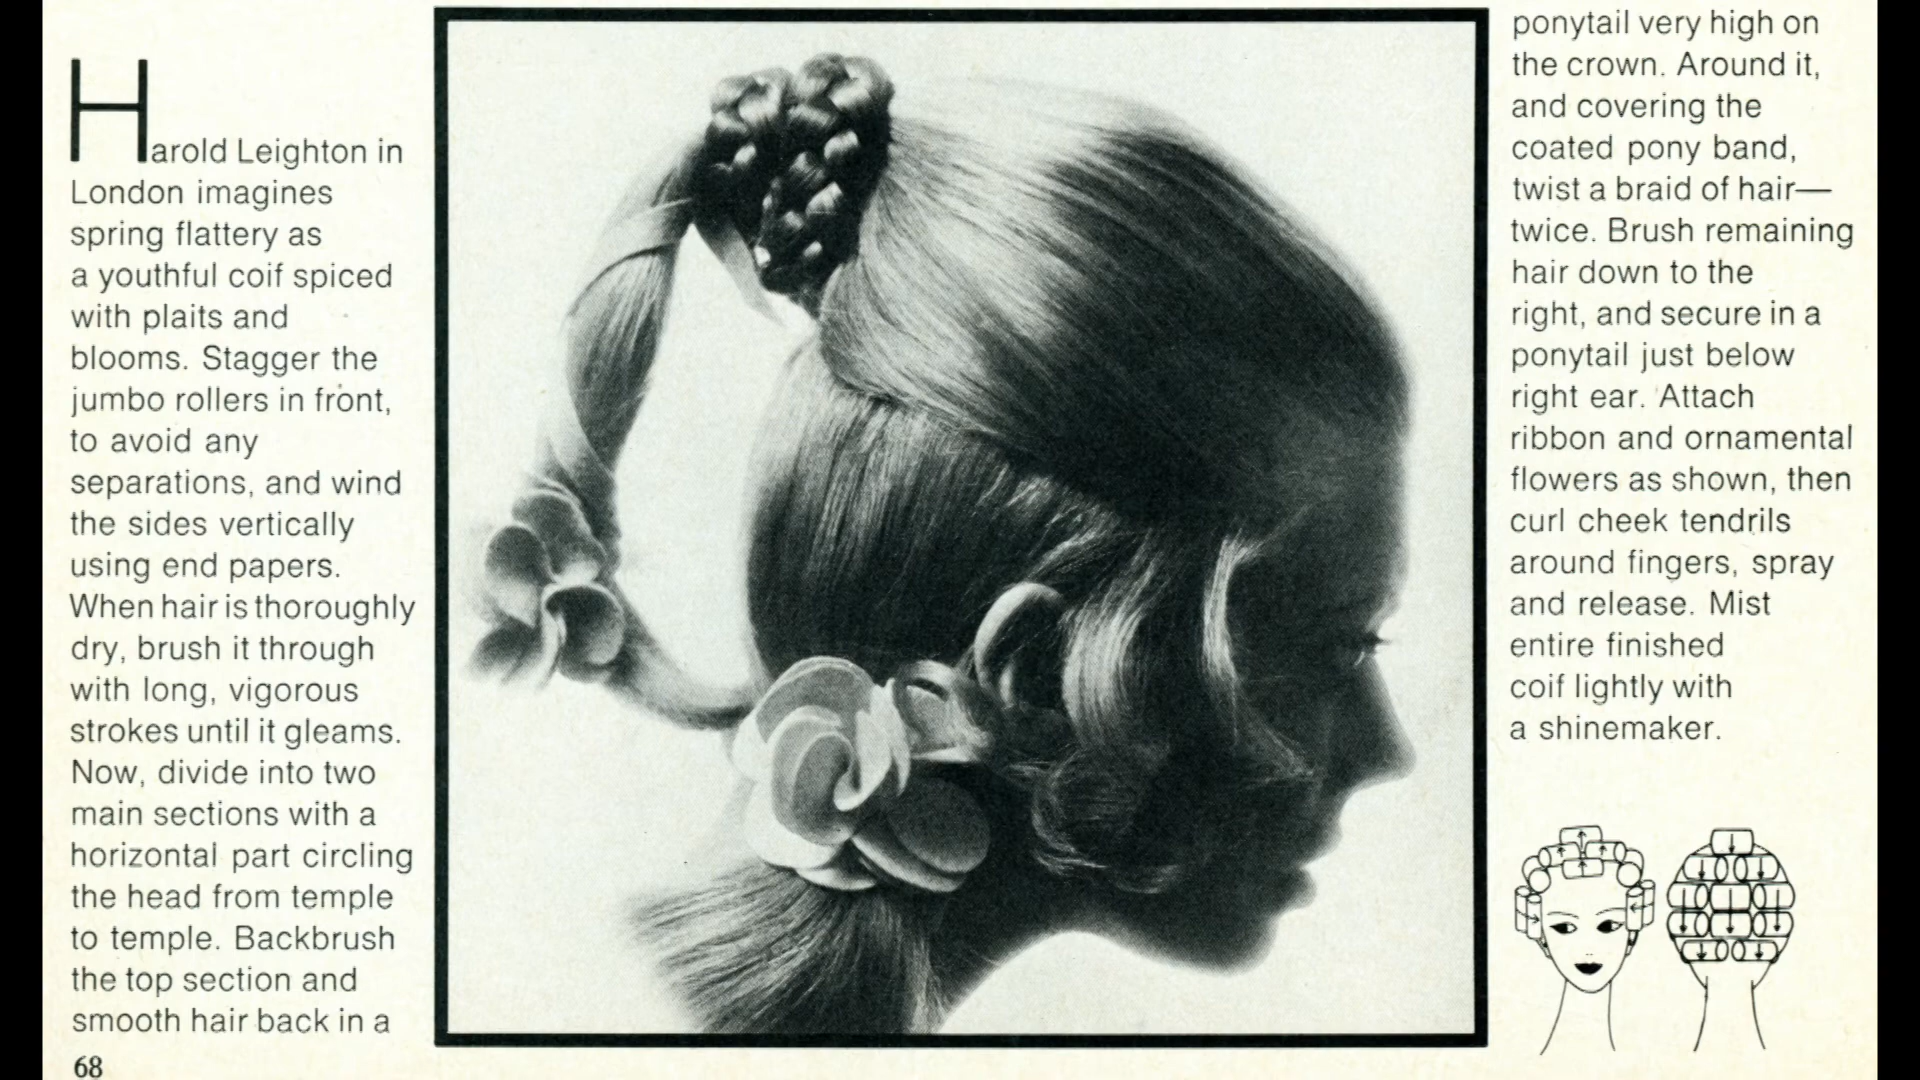 Harold Leighton in
London imagines
spring flattery as
a youthful coif spiced
with plaits and
blooms. Stagger the
jumbo rollers in front,
to avoid any
separations, and wind
the sides vertically
using end papers.
When hair is thoroughly
dry, brush it through
with long, vigorous
strokes until it gleams.
Now, divide into two
main sections with a
horizontal part circling
the head from temple
to temple. Backbrush
the top section and
smooth hair back in a
68
ponytail very high on
the crown. Around it,
and covering the
coated pony band,
twist a braid of hair—
twice. Brush remaining
hair down to the
right, and secure in a
ponytail just below
right ear. Attach
ribbon and ornamental
flowers as shown, then
curl cheek tendrils
around fingers, spray
and release. Mist
entire finished
coif lightly with
a shinemaker.